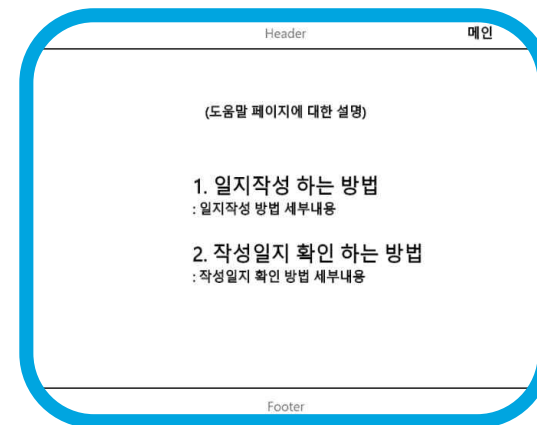 Header
메인
(도움말 페이지에 대한 설명)
1. 일지작성 하는 방법
: 일지작성 방법 세부내용
2. 작성일지 확인 하는 방법
: 작성일지 확인 방법 세부내용
Footer